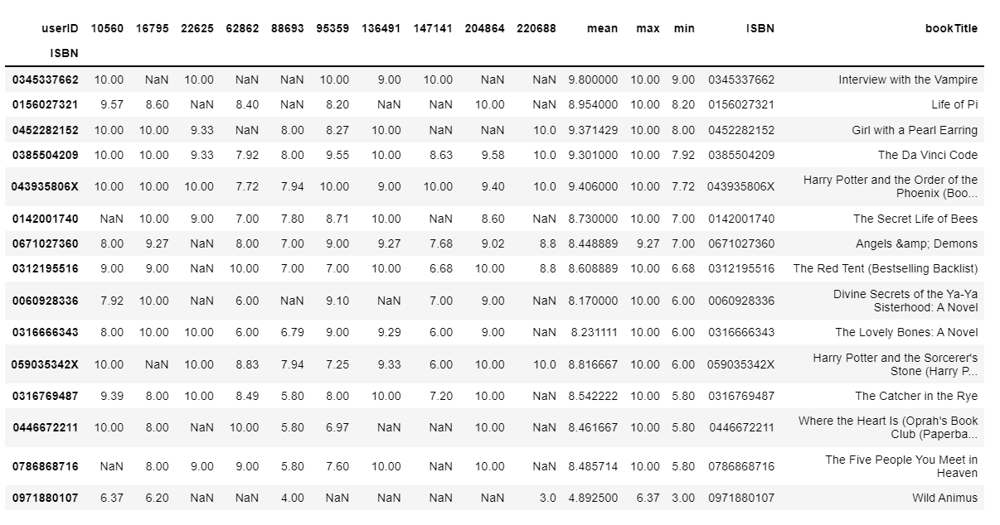 userID 10560 16795 22625 62862 88693 95359 136491 147141 204864 220688 mean max min ISBN bookTitle
ISBN
0345337662 10.00 NaN 10.00 NaN NaN 10.00 9.00 10.00 NaN NaN 9.800000 10.00 9.00 0345337662 Interview with the Vampire
0156027321 9.57 8.60 NaN 8.40 NaN 8.20 NaN NaN 10.00 NaN 8.954000 10.00 8.20 0156027321 Life of Pi
0452282152 10.00 10.00 9.33 NaN 8.00 8.27 10.00 NaN NaN 10.0 9.371429 10.00 8.00 0452282152 Girl with a Pearl Earring
0385504209 10.00 10.00 9.33 7.92 8.00 9.55 10.00 8.63 9.58 10.0 9.301000 10.00 7.92 0385504209 The Da Vinci Code
043935806X 10.00 10.00 10.00 7.72 7.94 10.00 9.00 10.00 9.40 10.0 9.406000 10.00 7.72 043935806X Harry Potter and the Order of the
Phoenix (Boo...
0142001740 NaN 10.00 9.00 7.00 7.80 8.71 10.00 NaN 8.60 NaN 8.730000 10.00 7.00 0142001740 The Secret Life of Bees
0671027360 8.00 9.27 NaN 8.00 7.00 9.00 9.27 7.68 9.02 8.8 8.448889 9.27 7.00 0671027360 Angels &amp; Demons
0312195516 9.00 9.00 NaN 10.00 7.00 7.00 10.00 6.68 10.00 8.8 8.608889 10.00 6.68 0312195516 The Red Tent (Bestselling Backlist)
0060928336 7.92 10.00 NaN 6.00 NaN 9.10 NaN 7.00 9.00 NaN 8.170000 10.00 6.00 0060928336 Divine Secrets of the Ya-Ya
Sisterhood: A Novel
0316666343 8.00 10.00 10.00 6.00 6.79 9.00 9.29 6.00 9.00 NaN 8.231111 10.00 6.00 0316666343 The Lovely Bones: A Novel
059035342X 10.00 NaN 10.00 8.83 7.94 7.25 9.33 6.00 10.00 10.0 8.816667 10.00 6.00 059035342X Harry Potter and the Sorcerer's
Stone (Harry P...
0316769487 9.39 8.00 10.00 8.49 5.80 8.00 10.00 7.20 10.00 NaN 8.542222 10.00 5.80 0316769487 The Catcher in the Rye
0446672211 10.00 8.00 NaN 10.00 5.80 6.97 NaN NaN 10.00 NaN 8.461667 10.00 5.80 0446672211 Where the Heart Is (Oprah's Book
Club (Paperba...
0786868716 NaN 8.00 9.00 9.00 5.80 7.60 10.00 NaN 10.00 NaN 8.485714 10.00 5.80 0786868716 The Five People You Meet in
Heaven
0971880107 6.37 6.20 NaN NaN 4.00 NaN NaN NaN NaN 3.0 4.892500 6.37 3.00 0971880107 Wild Animus